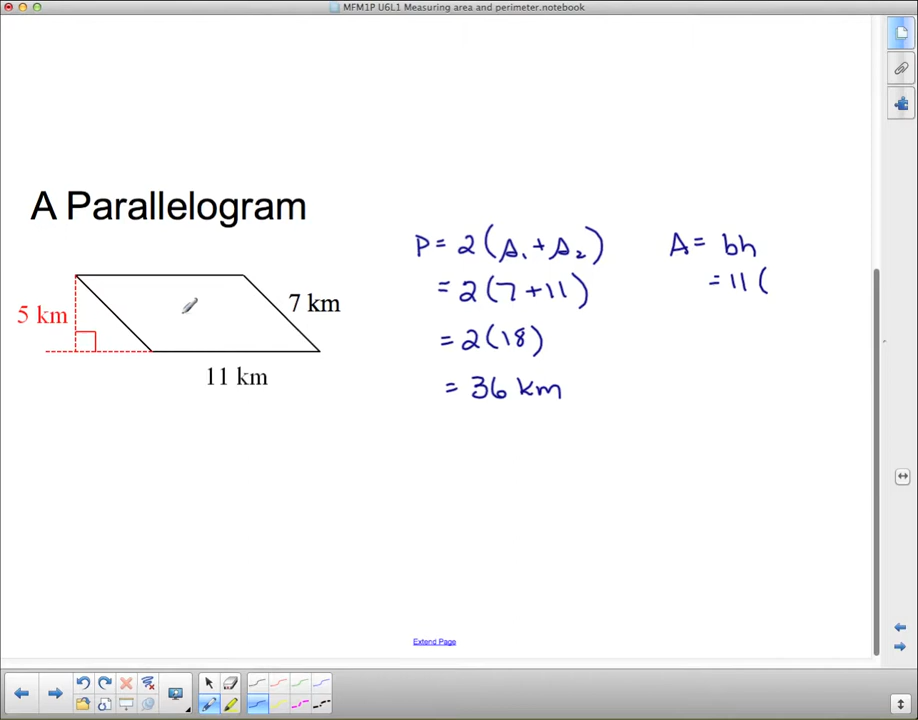 MFM1P U6L1 Measuring area and perimeter.notebook
A Parallelogram
5 km
7 km
11 km
P = 2(s₁ + s₂)
= 2(7 + 11)
= 2(18)
= 36 km
A = bh
= 11(
Extend Page